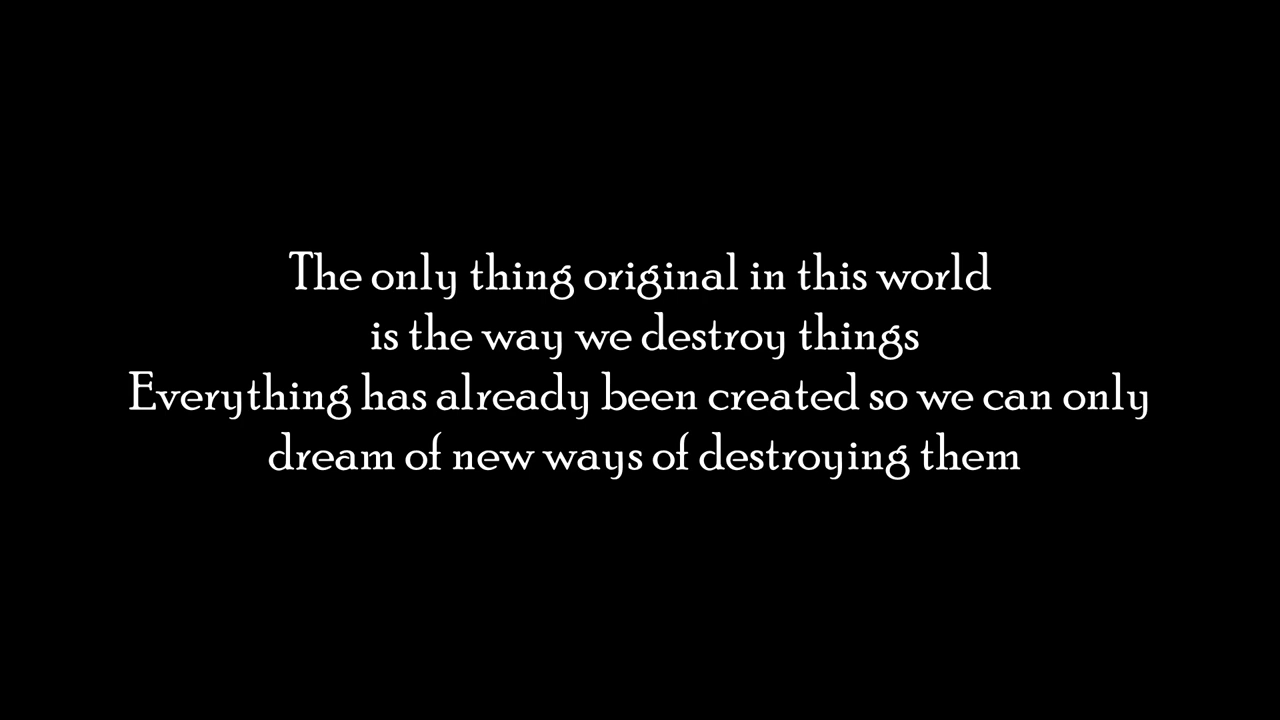 The only thing original in this world
is the way we destroy things
Everything has already been created so we can only
dream of new ways of destroying them